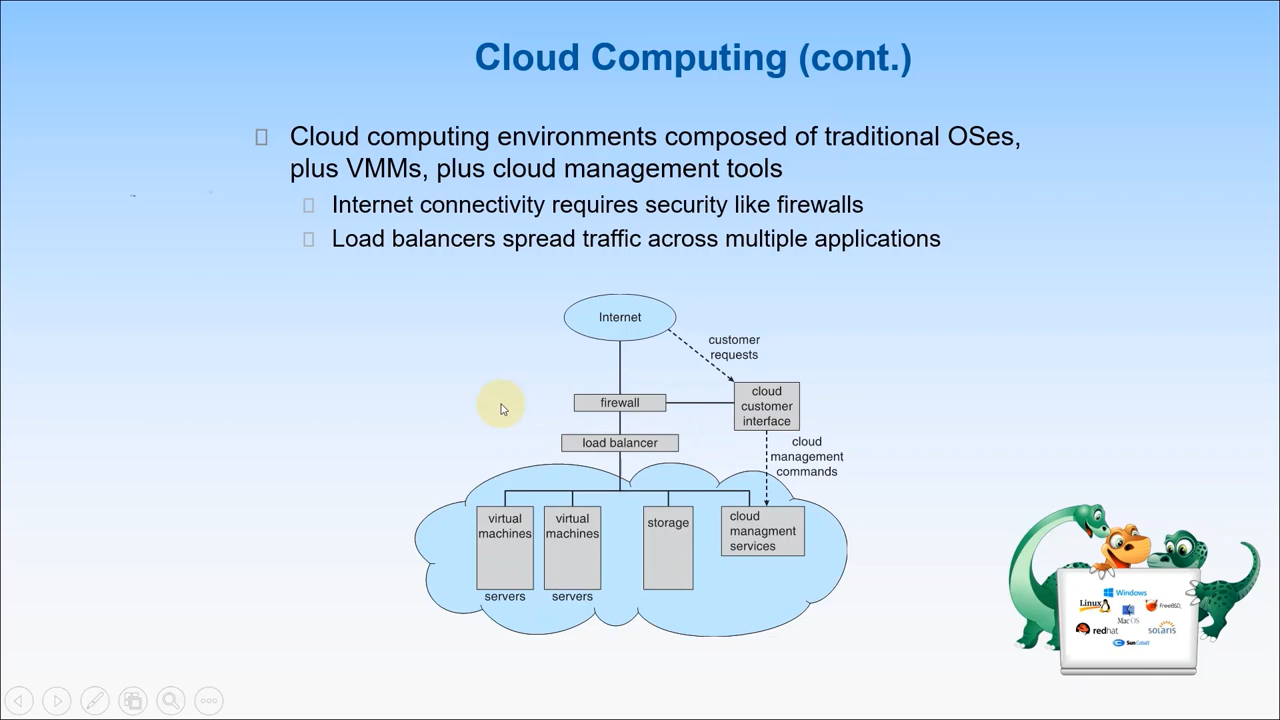 Cloud Computing (cont.)
Cloud computing environments composed of traditional OSes,
plus VMMs, plus cloud management tools
Internet connectivity requires security like firewalls
Load balancers spread traffic across multiple applications
Internet
customer
requests
firewall
cloud
customer
interface
load balancer
cloud
management
commands
virtual
machines
virtual
machines
storage
cloud
managment
services
servers
servers
Windows
Linux
FreeBSD
Mac OS
redhat
solaris
SunCobalt